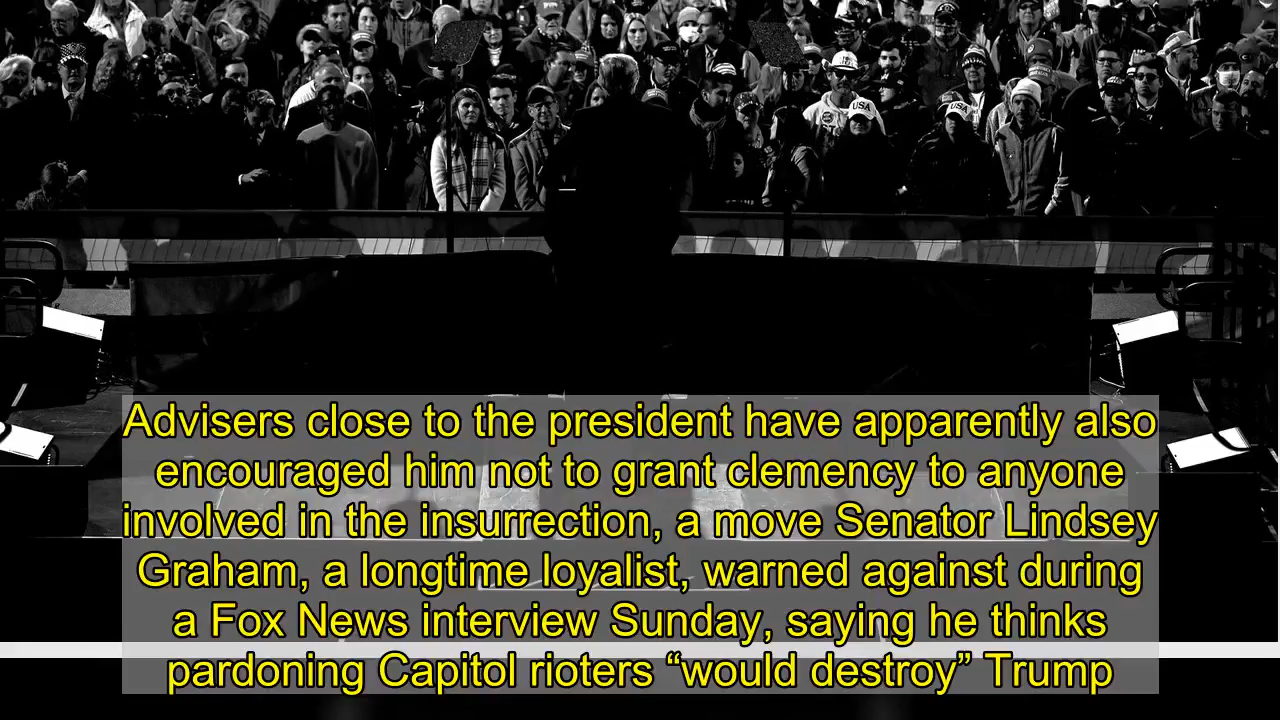 USA
USA
Advisers close to the president have apparently also
encouraged him not to grant clemency to anyone
involved in the insurrection, a move Senator Lindsey
Graham, a longtime loyalist, warned against during
a Fox News interview Sunday, saying he thinks
pardoning Capitol rioters “would destroy” Trump